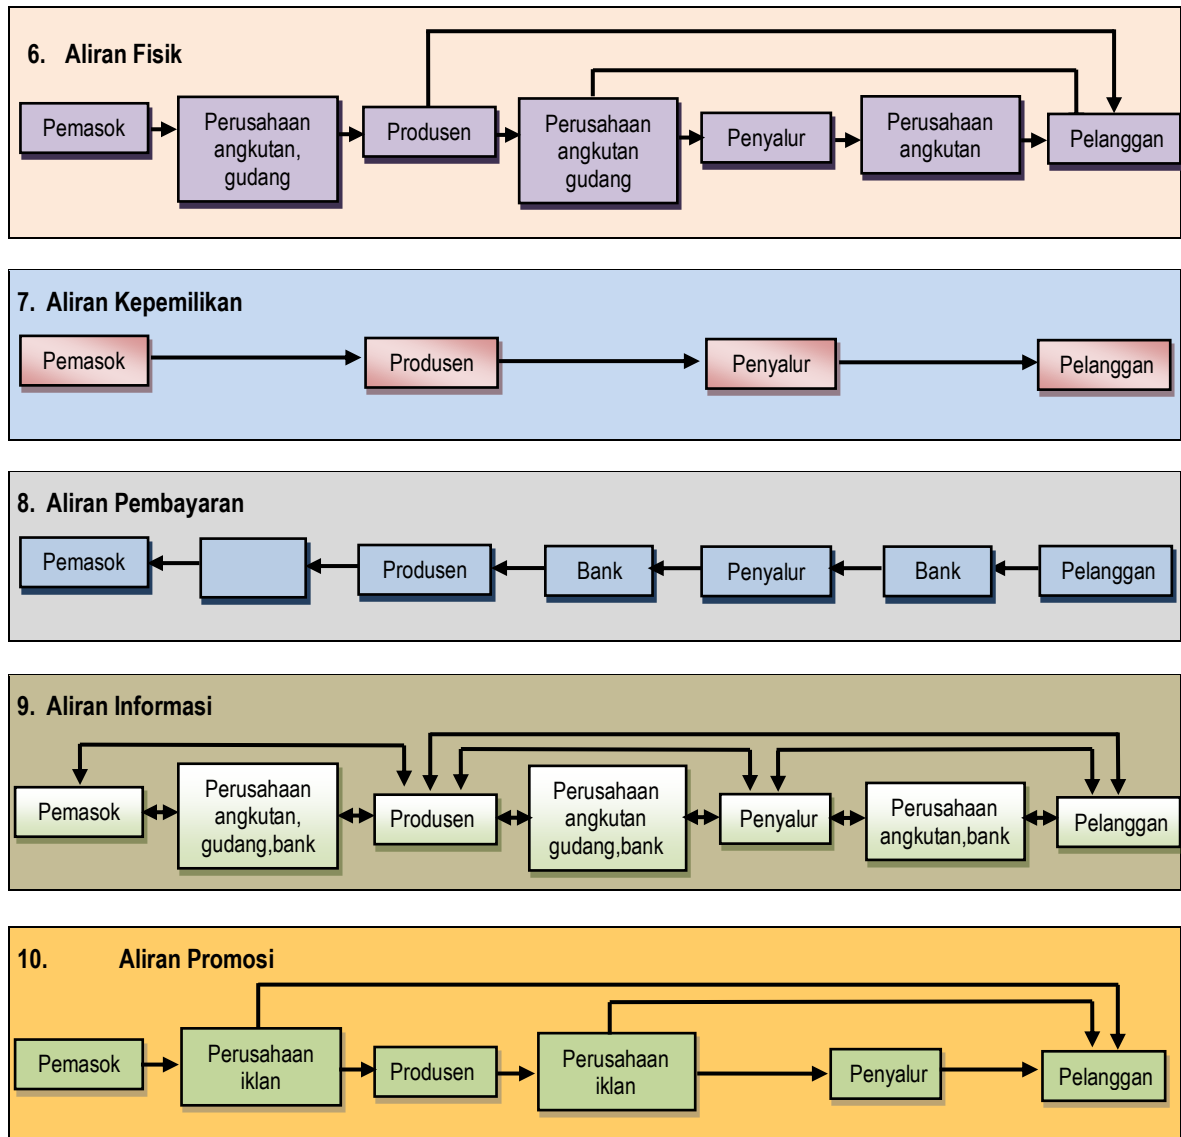 6. Aliran Fisik
Pemasok
Perusahaan
angkutan,
gudang
Produsen
Perusahaan
angkutan
gudang
Penyalur
Perusahaan
angkutan
Pelanggan
7. Aliran Kepemilikan
Pemasok
Produsen
Penyalur
Pelanggan
8. Aliran Pembayaran
Pemasok
Produsen
Bank
Penyalur
Bank
Pelanggan
9. Aliran Informasi
Pemasok
Perusahaan
angkutan,
gudang,bank
Produsen
Perusahaan
angkutan
gudang,bank
Penyalur
Perusahaan
angkutan,bank
Pelanggan
10. Aliran Promosi
Pemasok
Perusahaan
iklan
Produsen
Perusahaan
iklan
Penyalur
Pelanggan